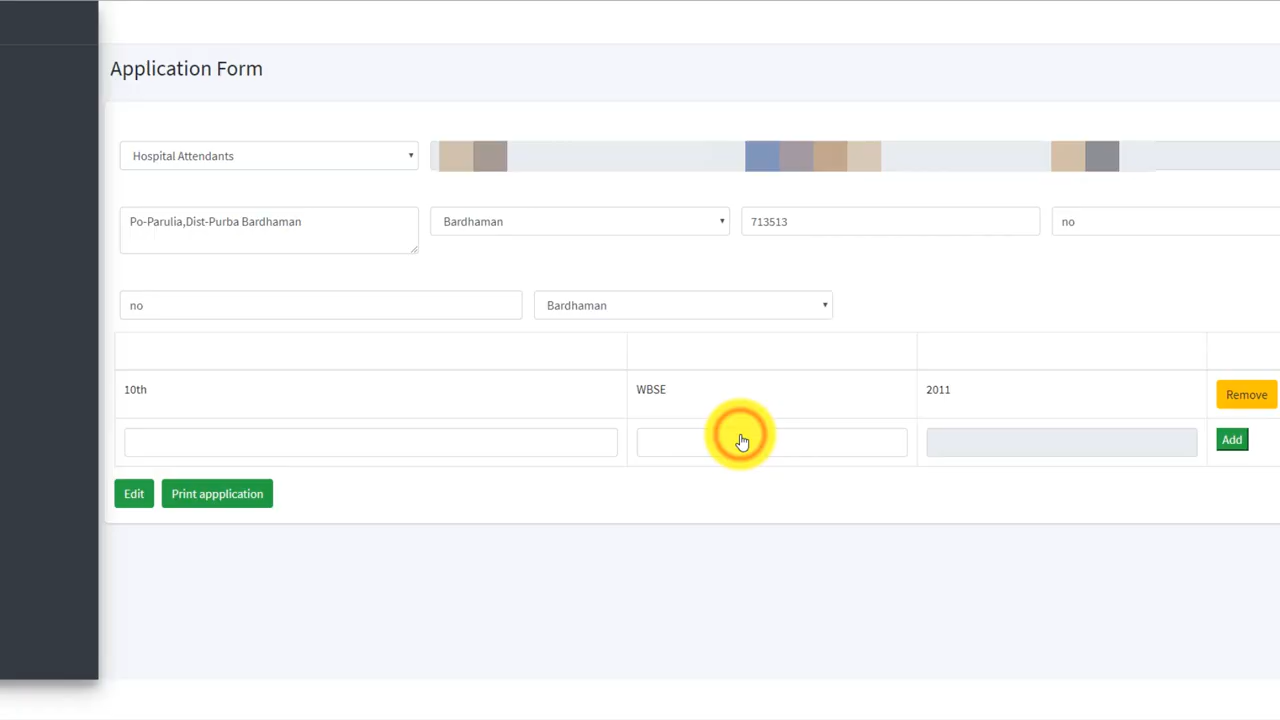 Application Form
Hospital Attendants
Po-Parulia,Dist-Purba Bardhaman
Bardhaman
713513
no
no
Bardhaman
10th WBSE 2011 Remove
Add
Edit Print appplication